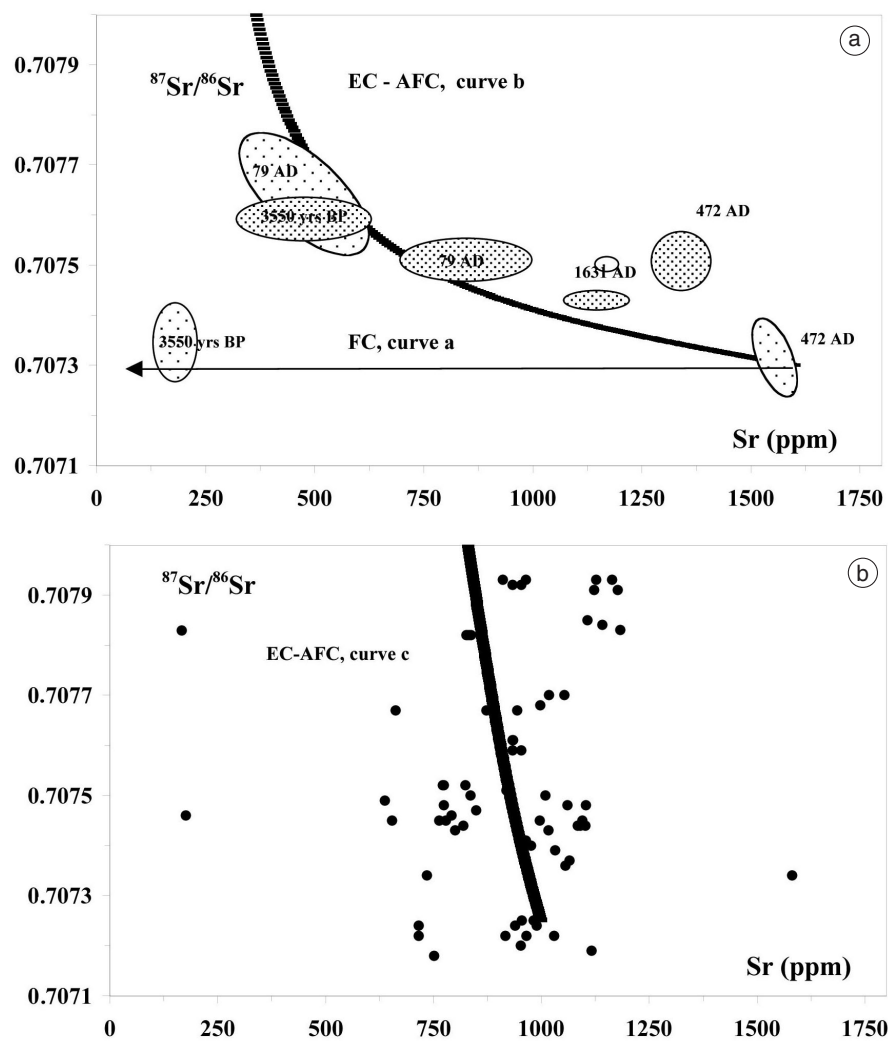 a
0.7079
87Sr/86Sr
EC - AFC, curve b
0.7077
79 AD
3550 yrs BP
472 AD
0.7075
79 AD
1631 AD
3550 yrs BP
FC, curve a
472 AD
0.7073
Sr (ppm)
0.7071
0 250 500 750 1000 1250 1500 1750
b
87Sr/86Sr
0.7079
EC-AFC, curve c
0.7077
0.7075
0.7073
Sr (ppm)
0.7071
0 250 500 750 1000 1250 1500 1750